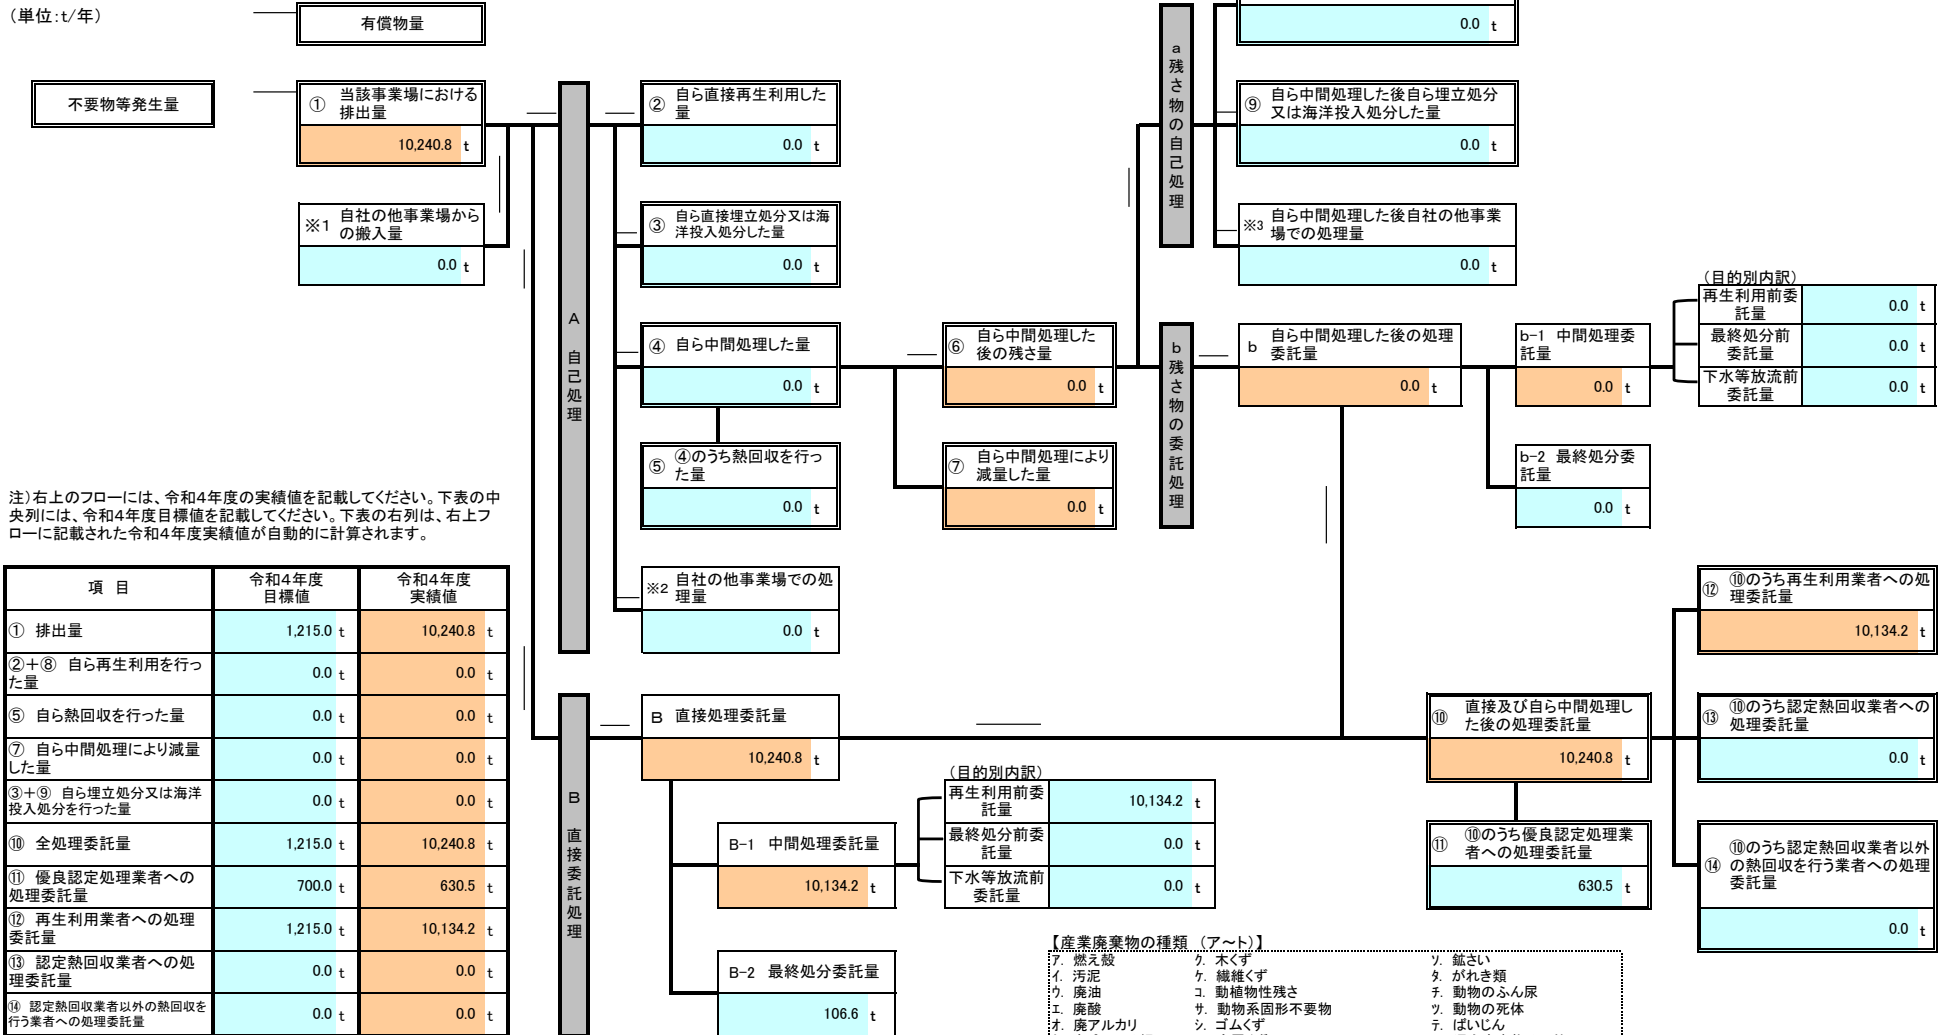 (単位:t/年)
有償物量
0.0 t
不要物等発生量
① 当該事業場における
排出量
10,240.8 t
※1 自社の他事業場から
の搬入量
0.0 t
A 自己処理
② 自ら直接再生利用した
量
0.0 t
③ 自ら直接埋立処分又は海
洋投入処分した量
0.0 t
④ 自ら中間処理した量
0.0 t
⑤ ④のうち熱回収を行っ
た量
0.0 t
※2 自社の他事業場での処
理量
0.0 t
⑥ 自ら中間処理した
後の残さ量
0.0 t
⑦ 自ら中間処理により
減量した量
0.0 t
a残さ物の自己処理
⑨ 自ら中間処理した後自ら埋立処分
又は海洋投入処分した量
0.0 t
※3 自ら中間処理した後自社の他事業
場での処理量
0.0 t
b残さ物の委託処理
b 自ら中間処理した後の処理
委託量
0.0 t
b-1 中間処理委
託量
0.0 t
b-2 最終処分委
託量
0.0 t
(目的別内訳)
再生利用前委
託量
0.0 t
最終処分前
委託量
0.0 t
下水等放流前
委託量
0.0 t
注)右上のフローには、令和4年度の実績値を記載してください。下表の中
央列には、令和4年度目標値を記載してください。下表の右列は、右上フ
ローに記載された令和4年度実績値が自動的に計算されます。
項 目 令和4年度
目標値 令和4年度
実績値
① 排出量 1,215.0 t 10,240.8 t
②+⑧ 自ら再生利用を行っ
た量 0.0 t 0.0 t
⑤ 自ら熱回収を行った量 0.0 t 0.0 t
⑦ 自ら中間処理により減量
した量 0.0 t 0.0 t
③+⑨ 自ら埋立処分又は海洋
投入処分を行った量 0.0 t 0.0 t
⑩ 全処理委託量 1,215.0 t 10,240.8 t
⑪ 優良認定処理業者への
処理委託量 700.0 t 630.5 t
⑫ 再生利用業者への処理
委託量 1,215.0 t 10,134.2 t
⑬ 認定熱回収業者への処
理委託量 0.0 t 0.0 t
⑭ 認定熱回収業者以外の熱回収を
行う業者への処理委託量 0.0 t 0.0 t
B 直接委託処理
B 直接処理委託量
10,240.8 t
B-1 中間処理委託量
10,134.2 t
B-2 最終処分委託量
106.6 t
(目的別内訳)
再生利用前委
託量
10,134.2 t
最終処分前委
託量
0.0 t
下水等放流前
委託量
0.0 t
⑩ 直接及び自ら中間処理し
た後の処理委託量
10,240.8 t
⑪ ⑩のうち優良認定処理業
者への処理委託量
630.5 t
⑫ ⑩のうち再生利用業者への処
理委託量
10,134.2 t
⑬ ⑩のうち認定熱回収業者への
処理委託量
0.0 t
⑭ ⑩のうち認定熱回収業者以外
の熱回収を行う業者への処理
委託量
0.0 t
【産業廃棄物の種類 (ア~ト)】
ア. 燃え殻 ク. 木くず ソ. 鉱さい
イ. 汚泥 ケ. 繊維くず タ. がれき類
ウ. 廃油 コ. 動植物性残さ チ. 動物のふん尿
エ. 廃酸 サ. 動物系固形不要物 ツ. 動物の死体
オ. 廃アルカリ シ. ゴムくず テ. ばいじん